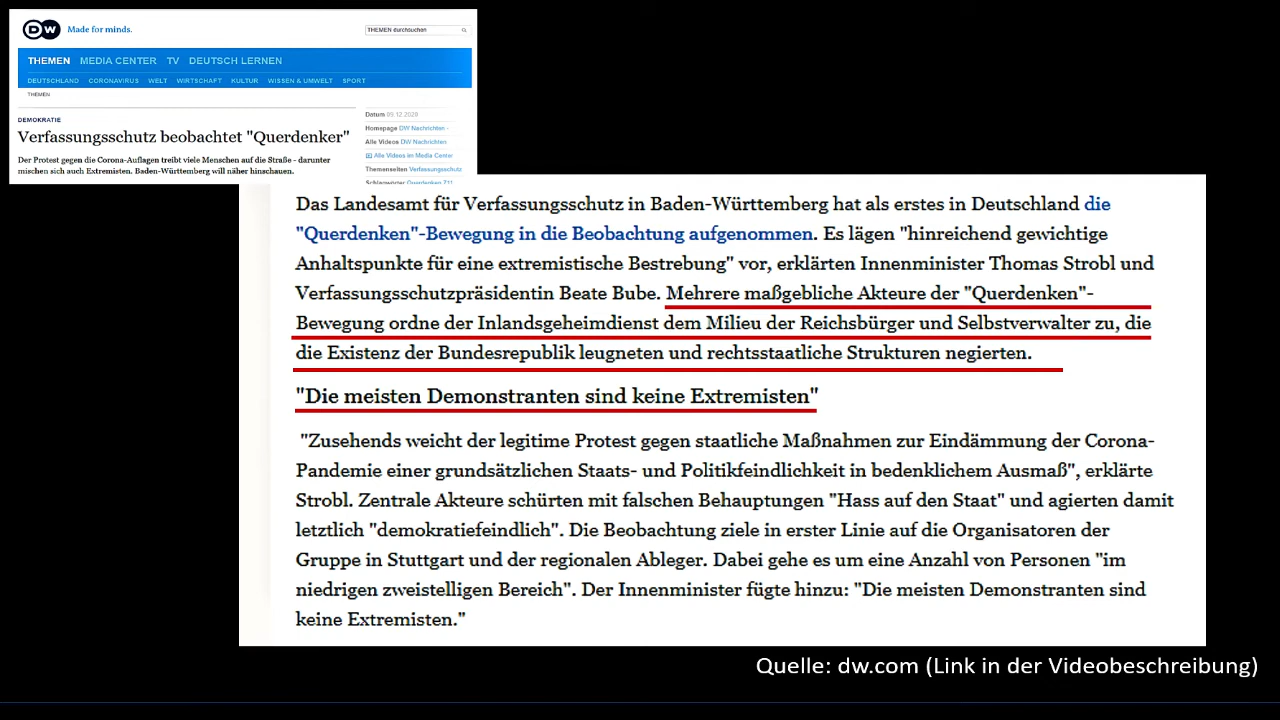 DW Made for minds.
THEMEN durchsuchen
THEMEN MEDIA CENTER TV DEUTSCH LERNEN
DEUTSCHLAND CORONAVIRUS WELT WIRTSCHAFT KULTUR WISSEN & UMWELT SPORT
THEMEN
DEMOKRATIE
Verfassungsschutz beobachtet "Querdenker"
Der Protest gegen die Corona-Auflagen treibt viele Menschen auf die Straße - darunter
mischen sich auch Extremisten. Baden-Württemberg will näher hinschauen.
Datum 09.12.2020
Homepage DW Nachrichten -
Alle Videos DW Nachrichten
Alle Videos im Media Center
Themenseiten Verfassungsschutz
Schlagwörter Querdenken 711
Das Landesamt für Verfassungsschutz in Baden-Württemberg hat als erstes in Deutschland die
"Querdenken"-Bewegung in die Beobachtung aufgenommen. Es lägen "hinreichend gewichtige
Anhaltspunkte für eine extremistische Bestrebung" vor, erklärten Innenminister Thomas Strobl und
Verfassungsschutzpräsidentin Beate Bube. Mehrere maßgebliche Akteure der "Querdenken"-
Bewegung ordne der Inlandsgeheimdienst dem Milieu der Reichsbürger und Selbstverwalter zu, die
die Existenz der Bundesrepublik leugneten und rechtsstaatliche Strukturen negierten.
"Die meisten Demonstranten sind keine Extremisten"
"Zusehends weicht der legitime Protest gegen staatliche Maßnahmen zur Eindämmung der Corona-
Pandemie einer grundsätzlichen Staats- und Politikfeindlichkeit in bedenklichem Ausmaß", erklärte
Strobl. Zentrale Akteure schürten mit falschen Behauptungen "Hass auf den Staat" und agierten damit
letztlich "demokratiefeindlich". Die Beobachtung ziele in erster Linie auf die Organisatoren der
Gruppe in Stuttgart und der regionalen Ableger. Dabei gehe es um eine Anzahl von Personen "im
niedrigen zweistelligen Bereich". Der Innenminister fügte hinzu: "Die meisten Demonstranten sind
keine Extremisten."
Quelle: dw.com (Link in der Videobeschreibung)